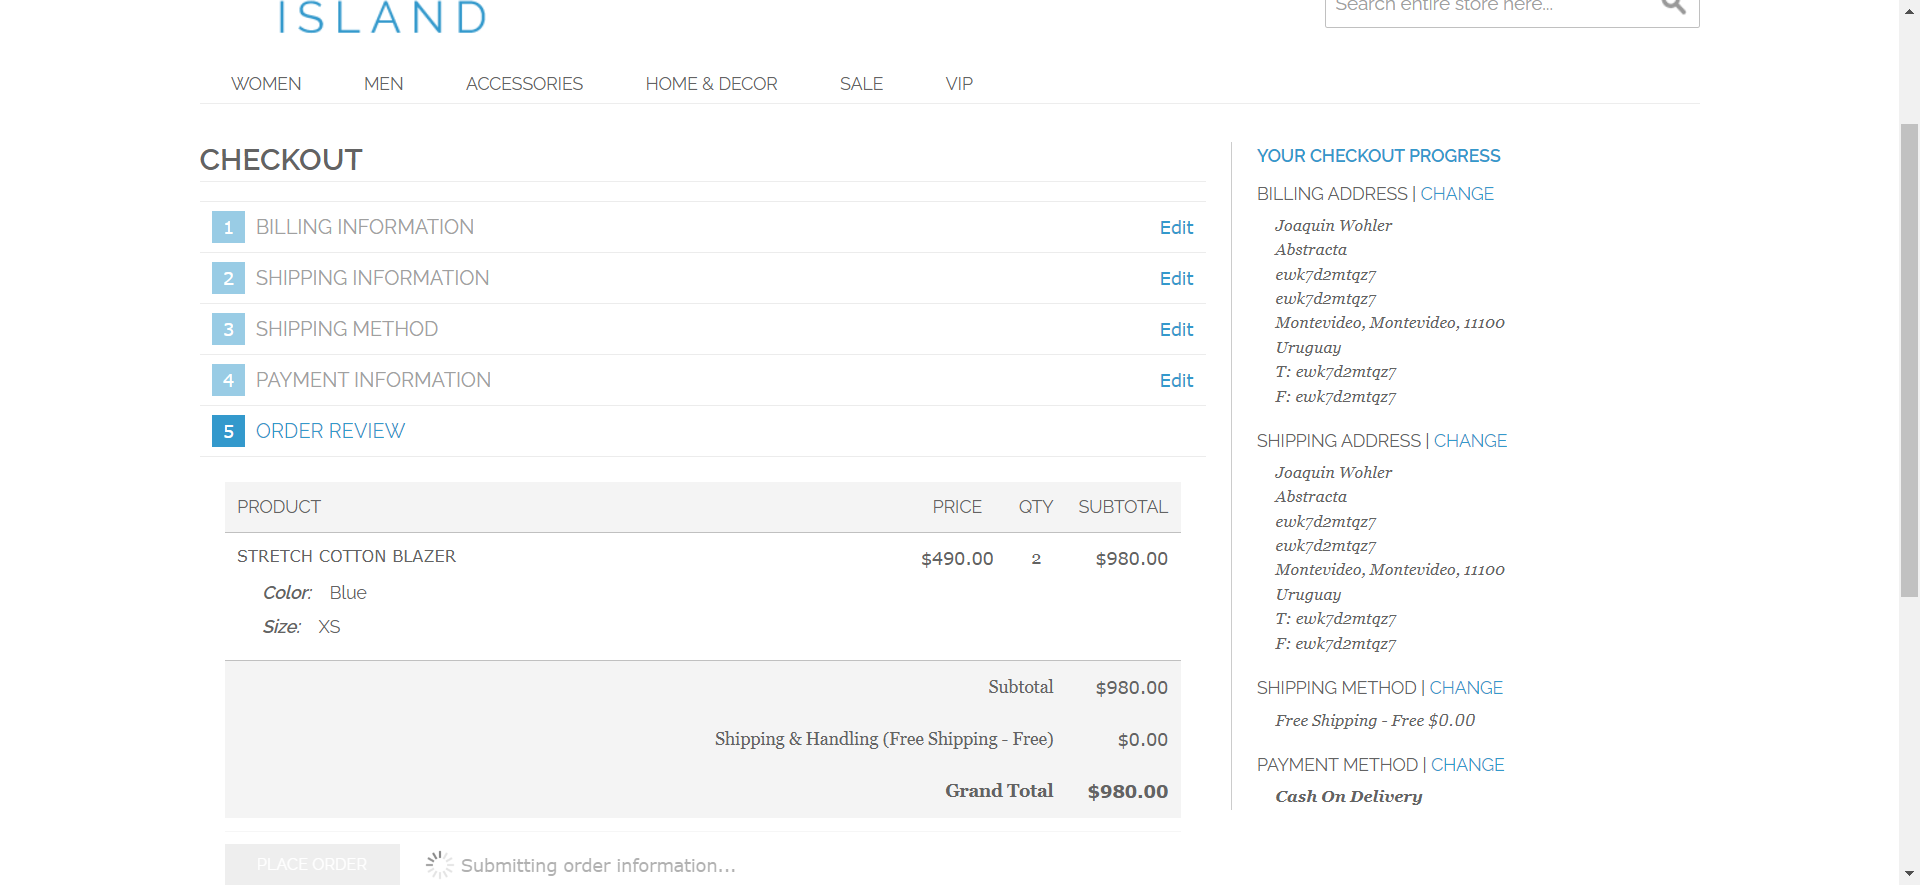 ISLAND
Search entire store here...
WOMEN MEN ACCESSORIES HOME & DECOR SALE VIP
CHECKOUT
1 BILLING INFORMATION Edit
2 SHIPPING INFORMATION Edit
3 SHIPPING METHOD Edit
4 PAYMENT INFORMATION Edit
5 ORDER REVIEW
PRODUCT PRICE QTY SUBTOTAL
STRETCH COTTON BLAZER $490.00 2 $980.00
Color: Blue
Size: XS
Subtotal $980.00
Shipping & Handling (Free Shipping - Free) $0.00
Grand Total $980.00
PLACE ORDER Submitting order information...
YOUR CHECKOUT PROGRESS
BILLING ADDRESS | CHANGE
Joaquin Wohler
Abstracta
ewk7d2mtqz7
ewk7d2mtqz7
Montevideo, Montevideo, 11100
Uruguay
T: ewk7d2mtqz7
F: ewk7d2mtqz7
SHIPPING ADDRESS | CHANGE
Joaquin Wohler
Abstracta
ewk7d2mtqz7
ewk7d2mtqz7
Montevideo, Montevideo, 11100
Uruguay
T: ewk7d2mtqz7
F: ewk7d2mtqz7
SHIPPING METHOD | CHANGE
Free Shipping - Free $0.00
PAYMENT METHOD | CHANGE
Cash On Delivery